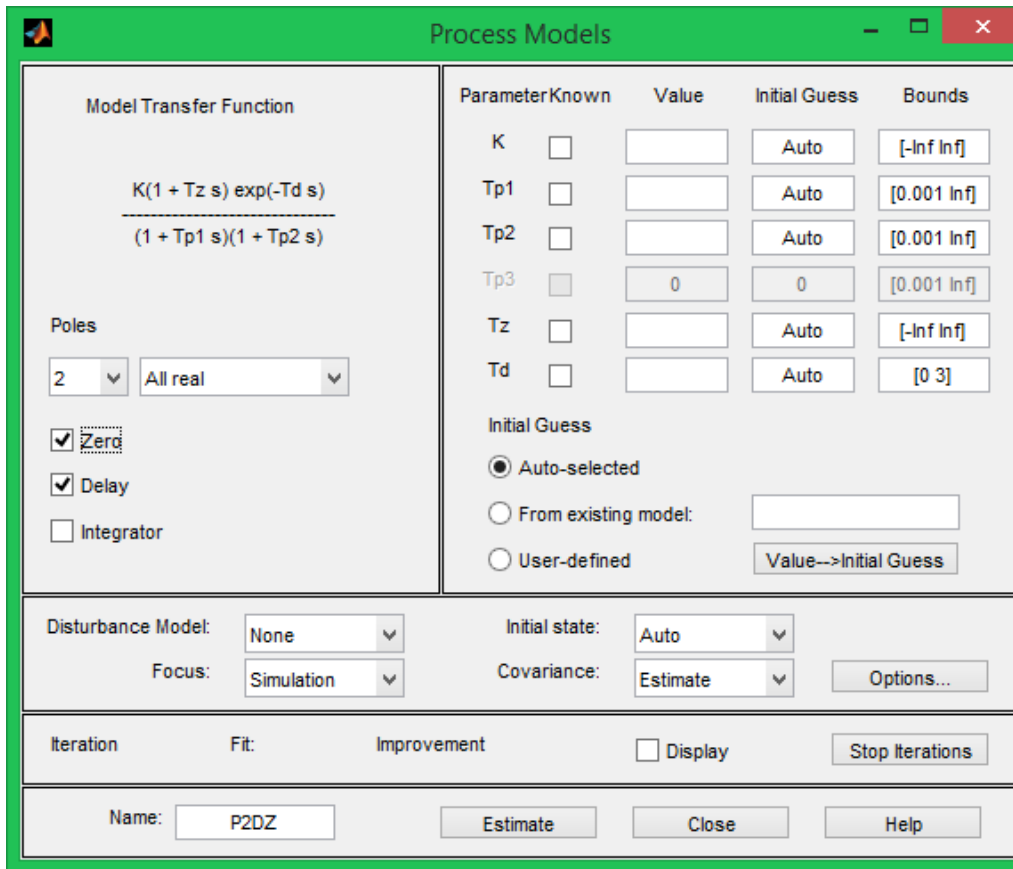 Process Models
Model Transfer Function
K(1 + Tz s) exp(-Td s)
------------------------------
(1 + Tp1 s)(1 + Tp2 s)
Poles
2 All real
Zero
Delay
Integrator
Parameter Known Value Initial Guess Bounds
K Auto [-Inf Inf]
Tp1 Auto [0.001 Inf]
Tp2 Auto [0.001 Inf]
Tp3 0 0 [0.001 Inf]
Tz Auto [-Inf Inf]
Td Auto [0 3]
Initial Guess
Auto-selected
From existing model:
User-defined Value-->Initial Guess
Disturbance Model: None Initial state: Auto
Focus: Simulation Covariance: Estimate Options...
Iteration Fit: Improvement Display Stop Iterations
Name: P2DZ Estimate Close Help